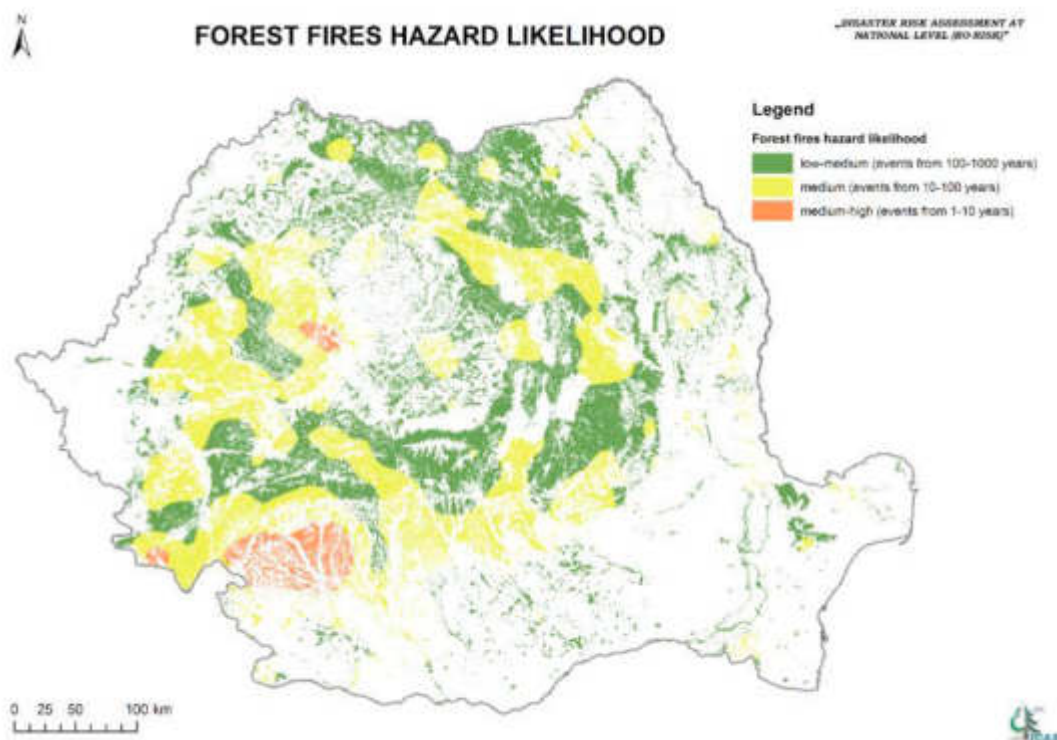 N
FOREST FIRES HAZARD LIKELIHOOD
„DISASTER RISK ASSESSMENT AT
NATIONAL LEVEL (RO-RISK)”
Legend
Forest fires hazard likelihood
low-medium (events from 100-1000 years)
medium (events from 10-100 years)
medium-high (events from 1-10 years)
0 25 50 100 km